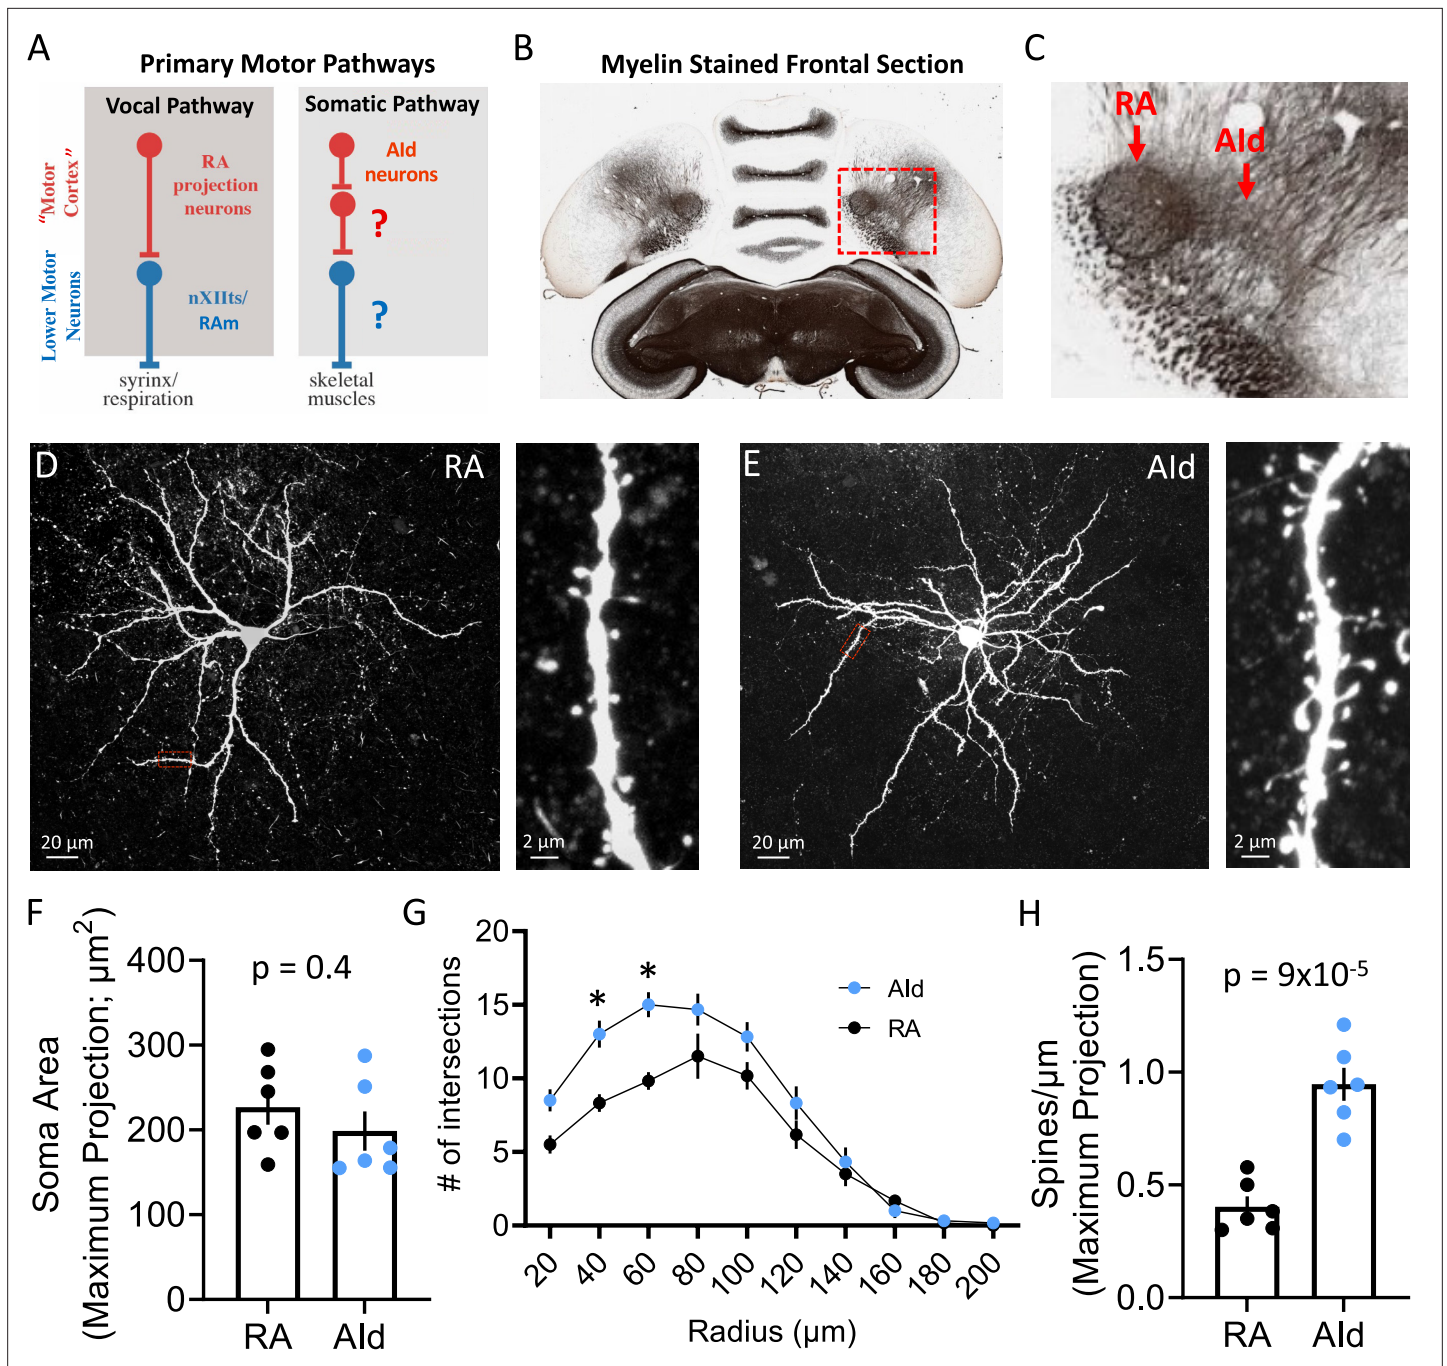 A
Primary Motor Pathways
Vocal Pathway
Somatic Pathway
“Motor
Cortex”
RA
projection
neurons
AId
neurons
?
Lower Motor
Neurons
nXIIts/
RAm
?
syrinx/
respiration
skeletal
muscles
B
Myelin Stained Frontal Section
C
RA
AId
D
RA
20 µm
2 µm
E
AId
20 µm
2 µm
F
Soma Area
(Maximum Projection; µm²)
400
300
200
100
0
p = 0.4
RA
AId
G
# of intersections
20
15
10
5
0
*
*
AId
RA
20
40
60
80
100
120
140
160
180
200
Radius (µm)
H
Spines/µm
(Maximum Projection)
1.5
1.0
0.5
0.0
p = 9x10⁻⁵
RA
AId